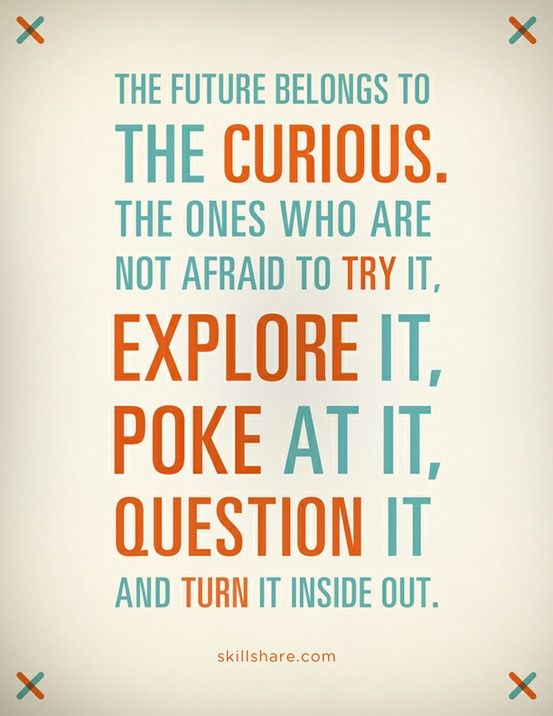 THE FUTURE BELONGS TO
THE CURIOUS.
THE ONES WHO ARE
NOT AFRAID TO TRY IT,
EXPLORE IT,
POKE AT IT,
QUESTION IT
AND TURN IT INSIDE OUT.
skillshare.com